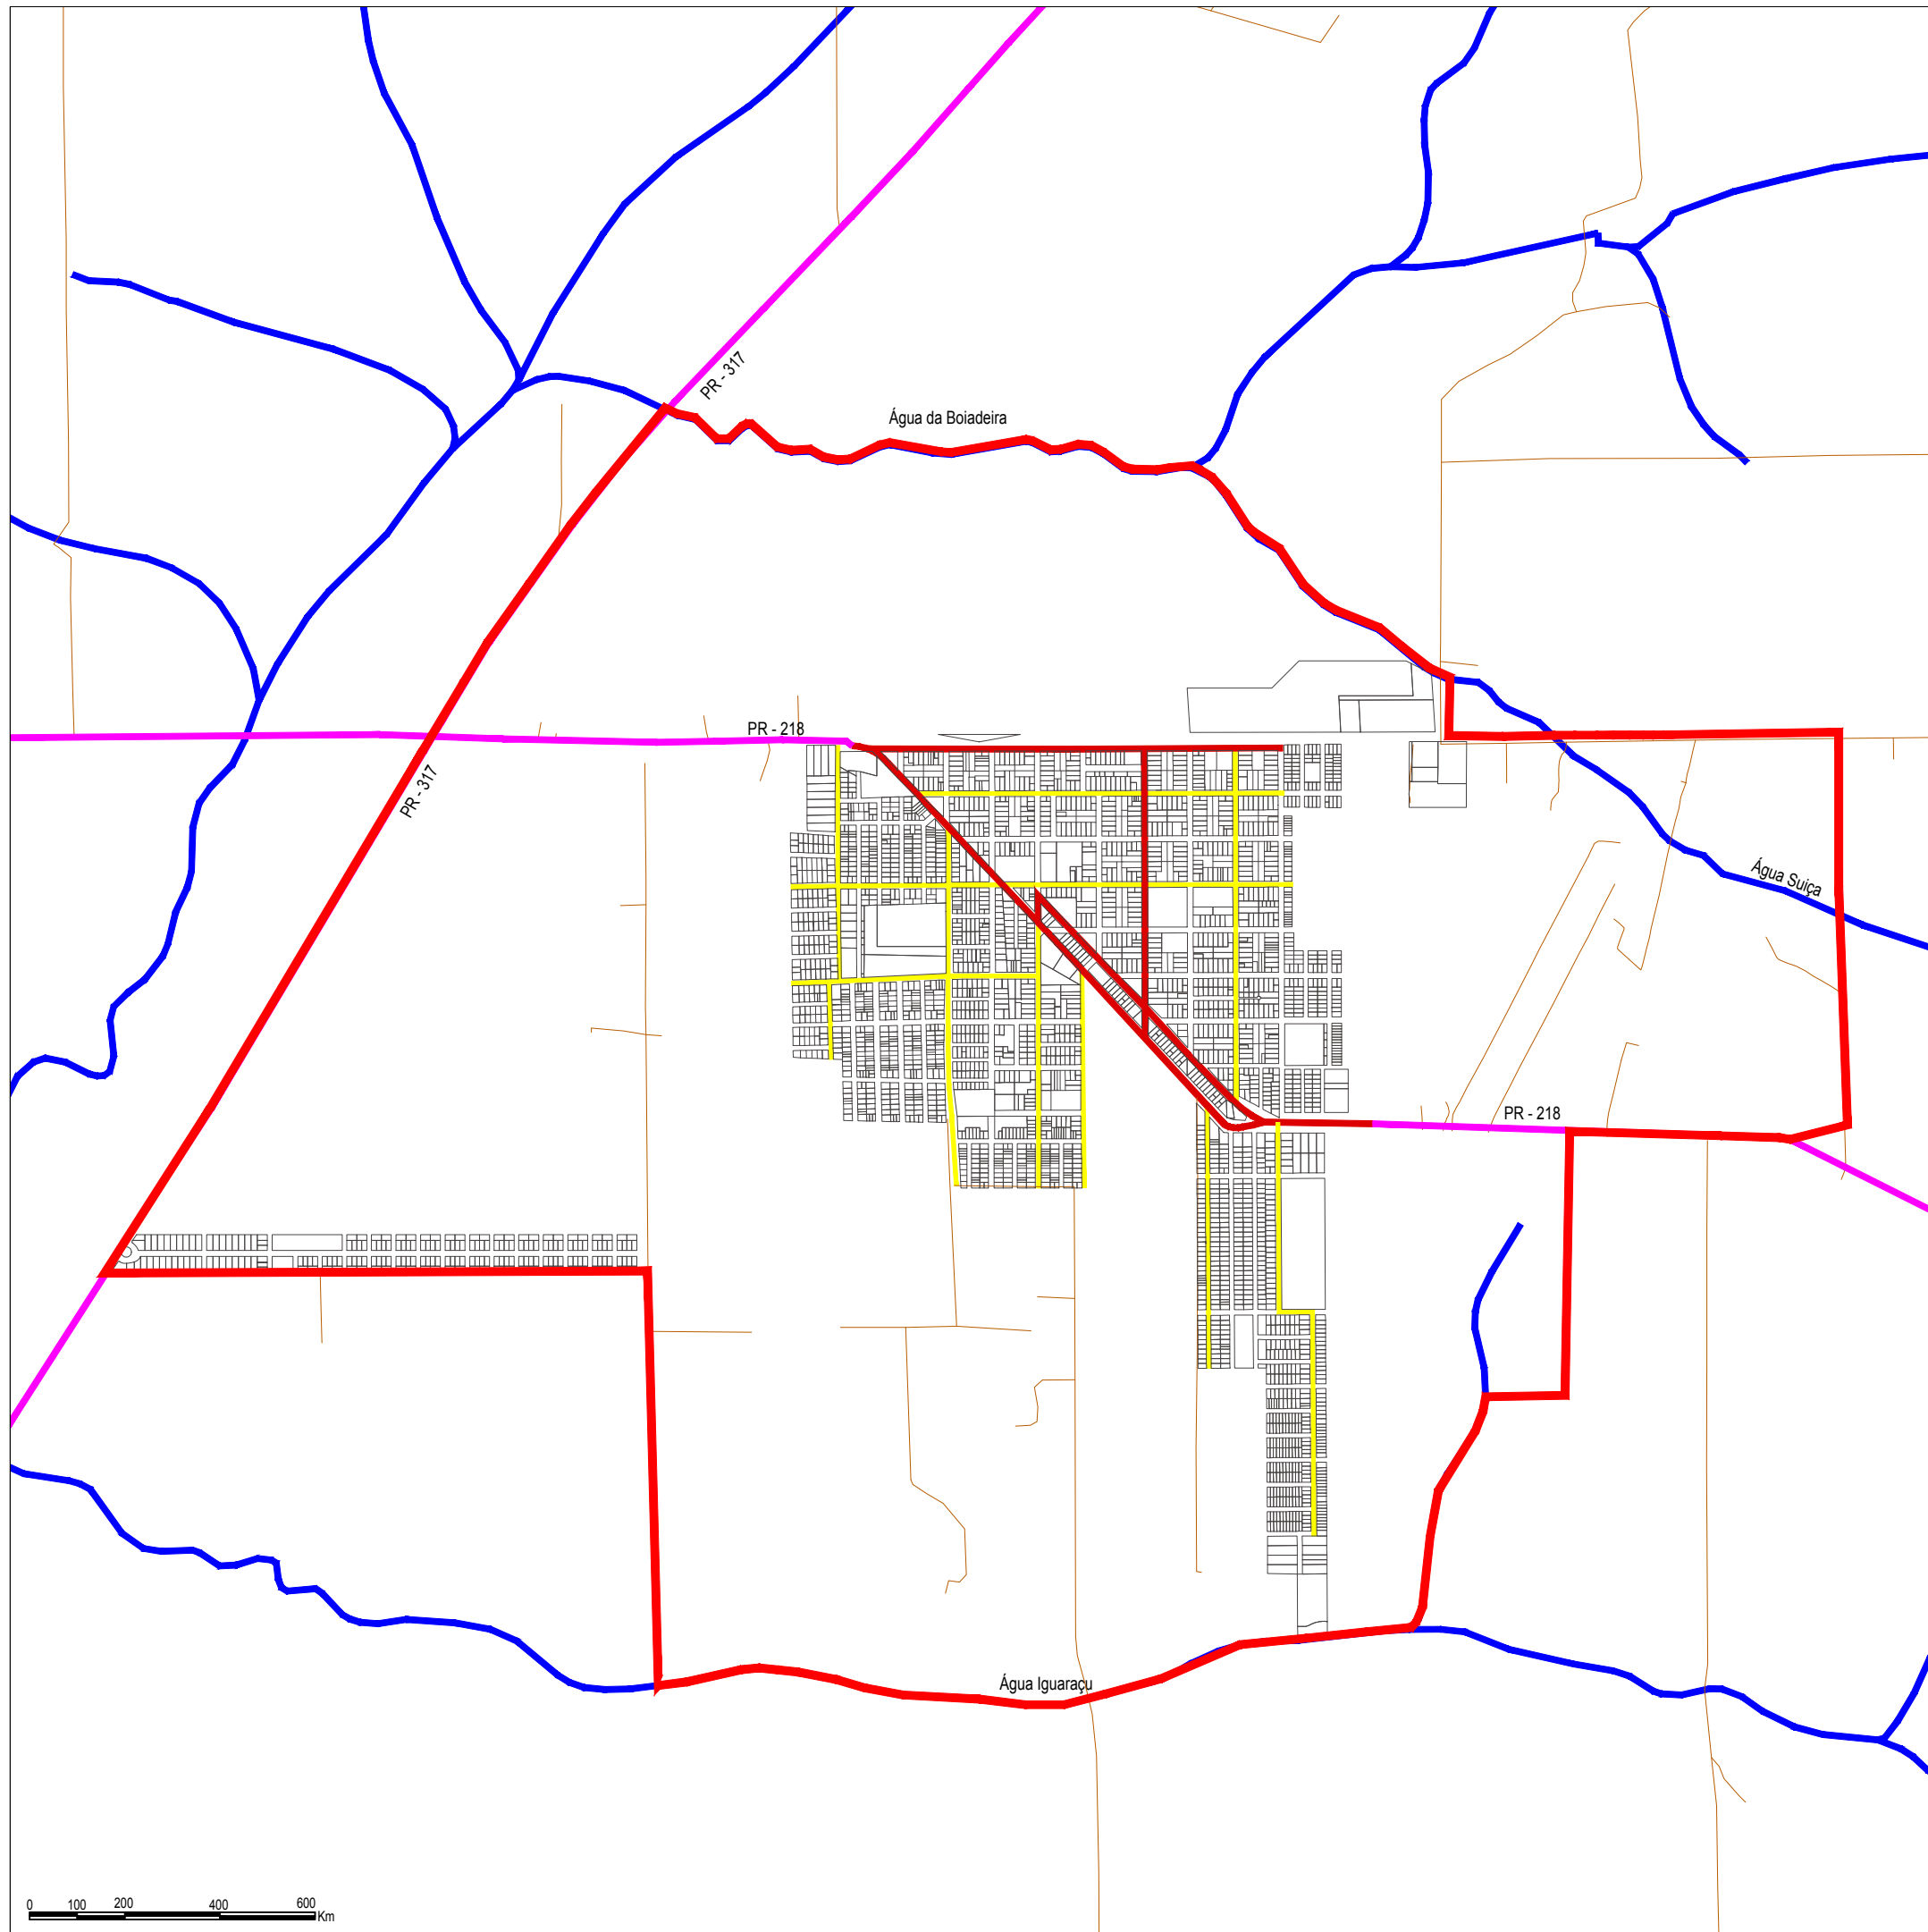 PR - 317
Água da Boiadeira
PR - 218
PR - 317
Água Suiça
PR - 218
Água Iguaraçu
0 100 200 400 600
Km